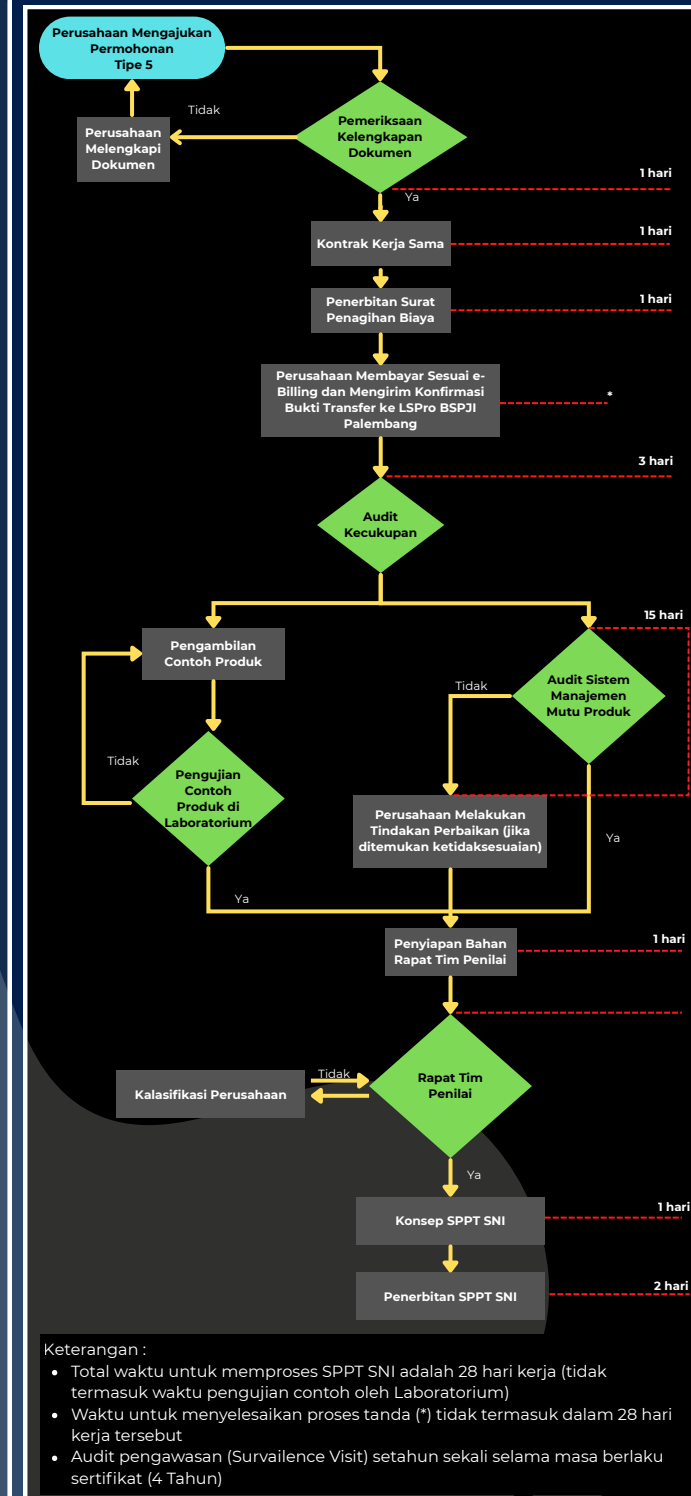 Perusahaan Mengajukan
Permohonan
Tipe 5
Tidak
Perusahaan
Melengkapi
Dokumen
Pemeriksaan
Kelengkapan
Dokumen
1 hari
Ya
Kontrak Kerja Sama
1 hari
Penerbitan Surat
Penagihan Biaya
1 hari
Perusahaan Membayar Sesuai e-
Billing dan Mengirim Konfirmasi
Bukti Transfer ke LSPro BSPJI
Palembang
*
3 hari
Audit
Kecukupan
15 hari
Pengambilan
Contoh Produk
Audit Sistem
Manajemen
Mutu Produk
Tidak
Tidak
Pengujian
Contoh
Produk di
Laboratorium
Perusahaan Melakukan
Tindakan Perbaikan (jika
ditemukan ketidaksesuaian)
Ya
Ya
Penyiapan Bahan
Rapat Tim Penilai
1 hari
Rapat Tim
Penilai
Tidak
Kalasifikasi Perusahaan
Ya
Konsep SPPT SNI
1 hari
Penerbitan SPPT SNI
2 hari
Keterangan :
• Total waktu untuk memproses SPPT SNI adalah 28 hari kerja (tidak
termasuk waktu pengujian contoh oleh Laboratorium)
• Waktu untuk menyelesaikan proses tanda (*) tidak termasuk dalam 28 hari
kerja tersebut
• Audit pengawasan (Survailence Visit) setahun sekali selama masa berlaku
sertifikat (4 Tahun)